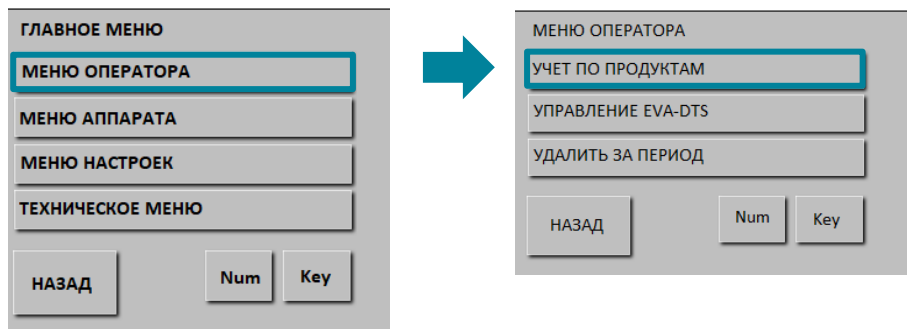 ГЛАВНОЕ МЕНЮ
МЕНЮ ОПЕРАТОРА
МЕНЮ АППАРАТА
МЕНЮ НАСТРОЕК
ТЕХНИЧЕСКОЕ МЕНЮ
НАЗАД Num Key
МЕНЮ ОПЕРАТОРА
УЧЕТ ПО ПРОДУКТАМ
УПРАВЛЕНИЕ EVA-DTS
УДАЛИТЬ ЗА ПЕРИОД
НАЗАД Num Key